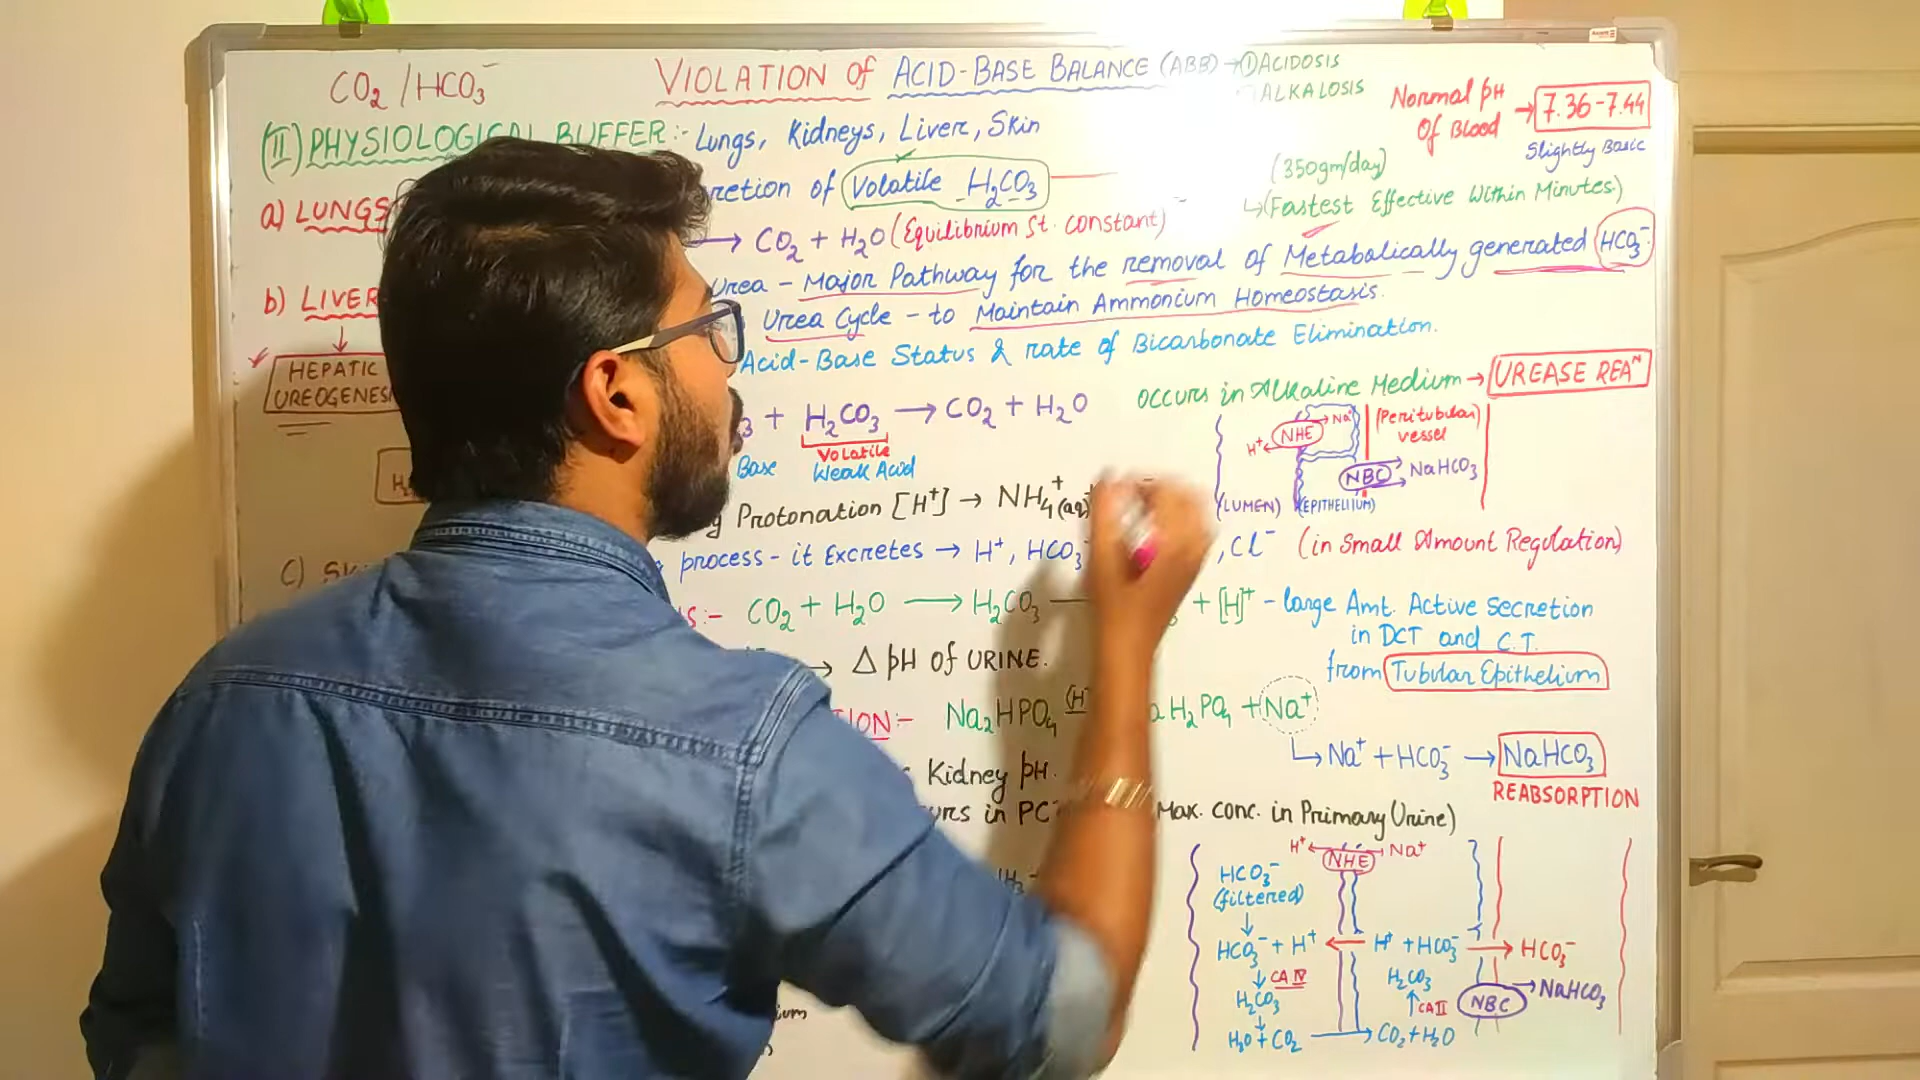 CO₂ / HCO₃⁻
VIOLATION OF ACID-BASE BALANCE (ABB) → ① ACIDOSIS
ALKALOSIS
Normal pH Of Blood → 7.36-7.44
Slightly Basic
(II) PHYSIOLOGICAL BUFFER :- Lungs, Kidneys, Liver, Skin
(350gm/day)
a) LUNGS
retion of Volatile H₂CO₃
↳ (Fastest Effective Within Minutes)
→ CO₂ + H₂O (Equilibrium St. constant)
b) LIVER
Urea - Major Pathway for the removal of Metabolically generated HCO₃⁻
Urea Cycle - to Maintain Ammonium Homeostasis.
Acid-Base Status & rate of Bicarbonate Elimination.
HEPATIC
UREOGENESI
OCCURS in Alkaline Medium → UREASE REAᴺ
3 + H₂CO₃ → CO₂ + H₂O
Volatile
Base Weak Acid
H⁺ ← NHE → Na⁺
(Peritubular) vessel
NBC → NaHCO₃
(LUMEN) (EPITHELIUM)
Protonation [H⁺] → NH₄⁺(aq)
process - it Excretes → H⁺, HCO₃⁻ , Cl⁻ (in Small Amount Regulation)
C) SK
S :- CO₂ + H₂O → H₂CO₃ → + [H]⁺ - large Amt. Active secretion
in DCT and C.T.
from Tubular Epithelium
→ Δ pH Of URINE.
ION :- Na₂HPO₄ (H aH₂PO₄ + Na⁺
↳ Na⁺ + HCO₃⁻ → NaHCO₃
REABSORPTION
Kidney pH.
urs in PC Max. conc. in Primary Urine)
H⁺ ← NHE → Na⁺
HCO₃⁻
(filtered)
↓
HCO₃⁻ + H⁺ ← H⁺ + HCO₃⁻ → HCO₃⁻
↓ CA IV
H₂CO₃
↓
H₂O + CO₂ → CO₂ + H₂O
↑ CA II
H₂CO₃
NBC → NaHCO₃
ium